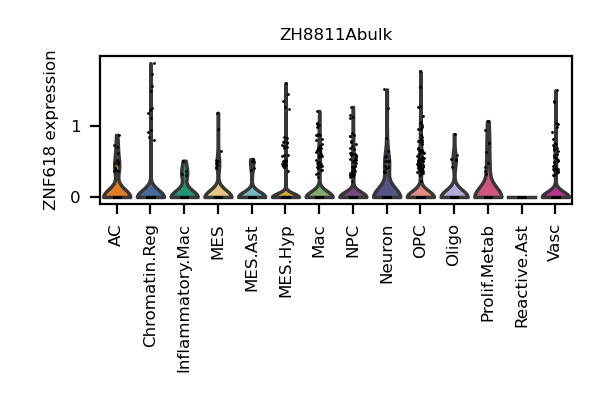 ZH8811Abulk
ZNF618 expression
1
0
AC
Chromatin.Reg
Inflammatory.Mac
MES
MES.Ast
MES.Hyp
Mac
NPC
Neuron
OPC
Oligo
Prolif.Metab
Reactive.Ast
Vasc